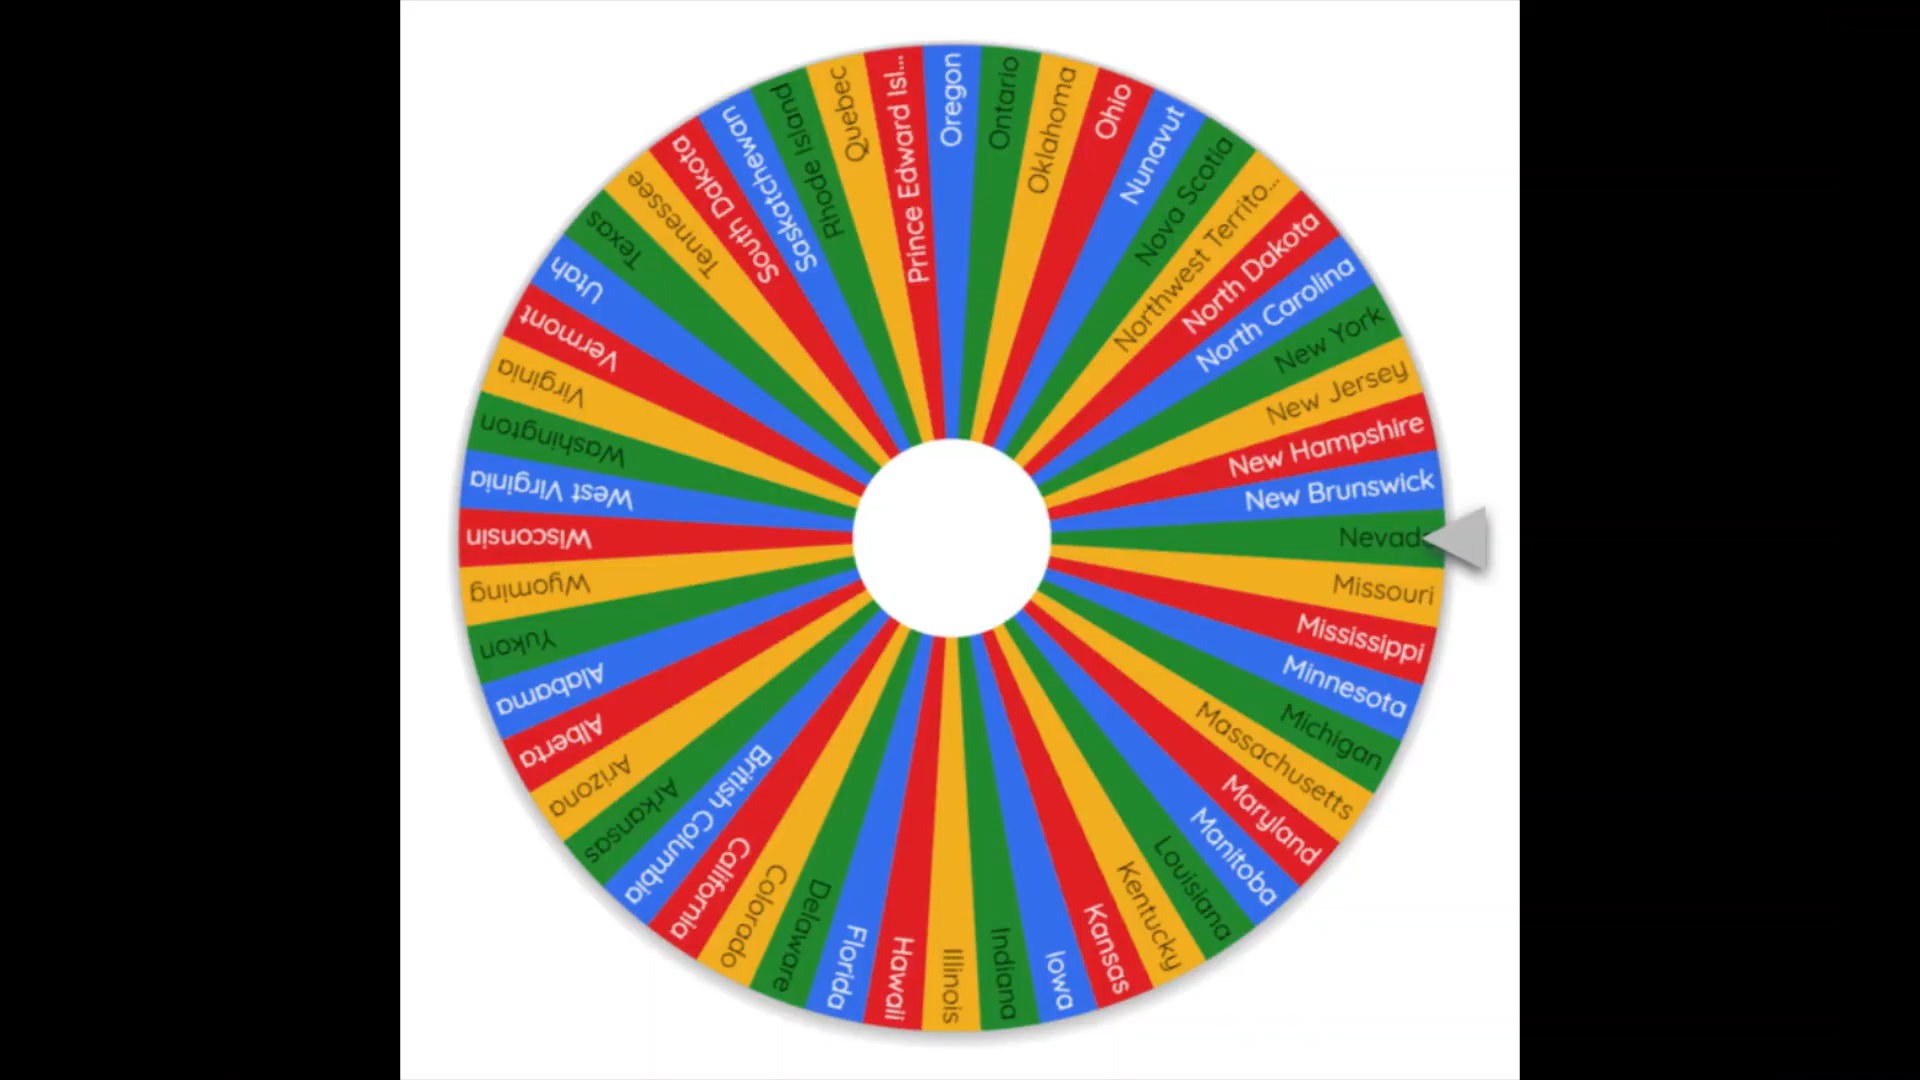 Oregon
Ontario
Oklahoma
Ohio
Nunavut
Nova Scotia
Northwest Territo...
North Dakota
North Carolina
New York
New Jersey
New Hampshire
New Brunswick
Nevad
Missouri
Mississippi
Minnesota
Michigan
Massachusetts
Maryland
Manitoba
Louisiana
Kentucky
Kansas
Iowa
Indiana
Illinois
Hawaii
Florida
Delaware
Colorado
California
British Columbia
Arkansas
Arizona
Alberta
Alabama
Yukon
Wyoming
Wisconsin
West Virginia
Washington
Virginia
Vermont
Utah
Texas
Tennessee
South Dakota
Saskatchewan
Rhode Island
Quebec
Prince Edward Isl...